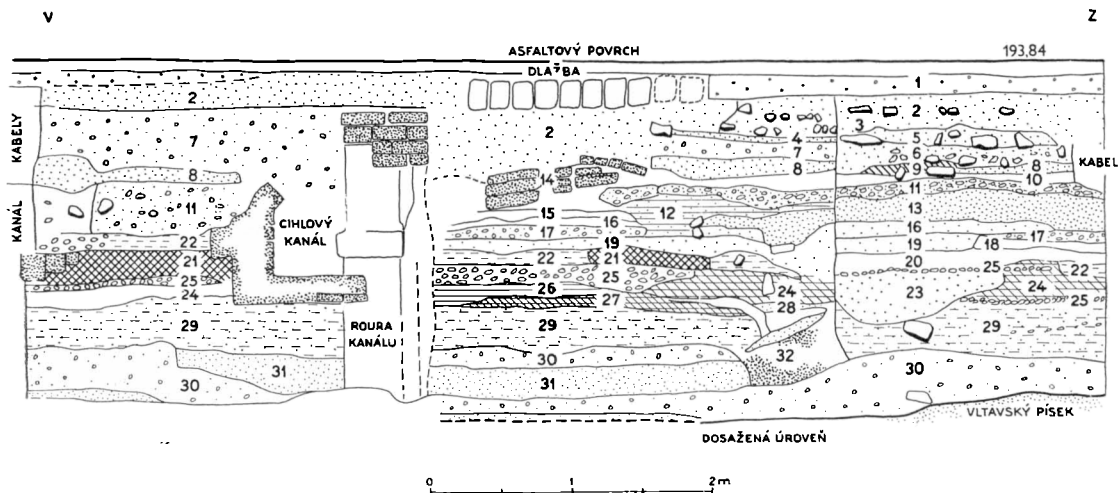 V Z
ASFALTOVÝ POVRCH 193,84
DLAŽBA
1
2 2 2
3
KABELY 7 4 5
7 6
8 8 9 8 KABEL
14 10
11 11
KANÁL CIHLOVÝ KANÁL 15 12 13
16 16
17 17
22 19 19 18
21 22 21 20
25 25 25 22
24 26 24 23 24
27 28 25
29 29 29
ROURA KANÁLU
30 32 30
31 31
30
VLTAVSKÝ PÍSEK
DOSAŽENÁ ÚROVEŇ
0 1 2 m